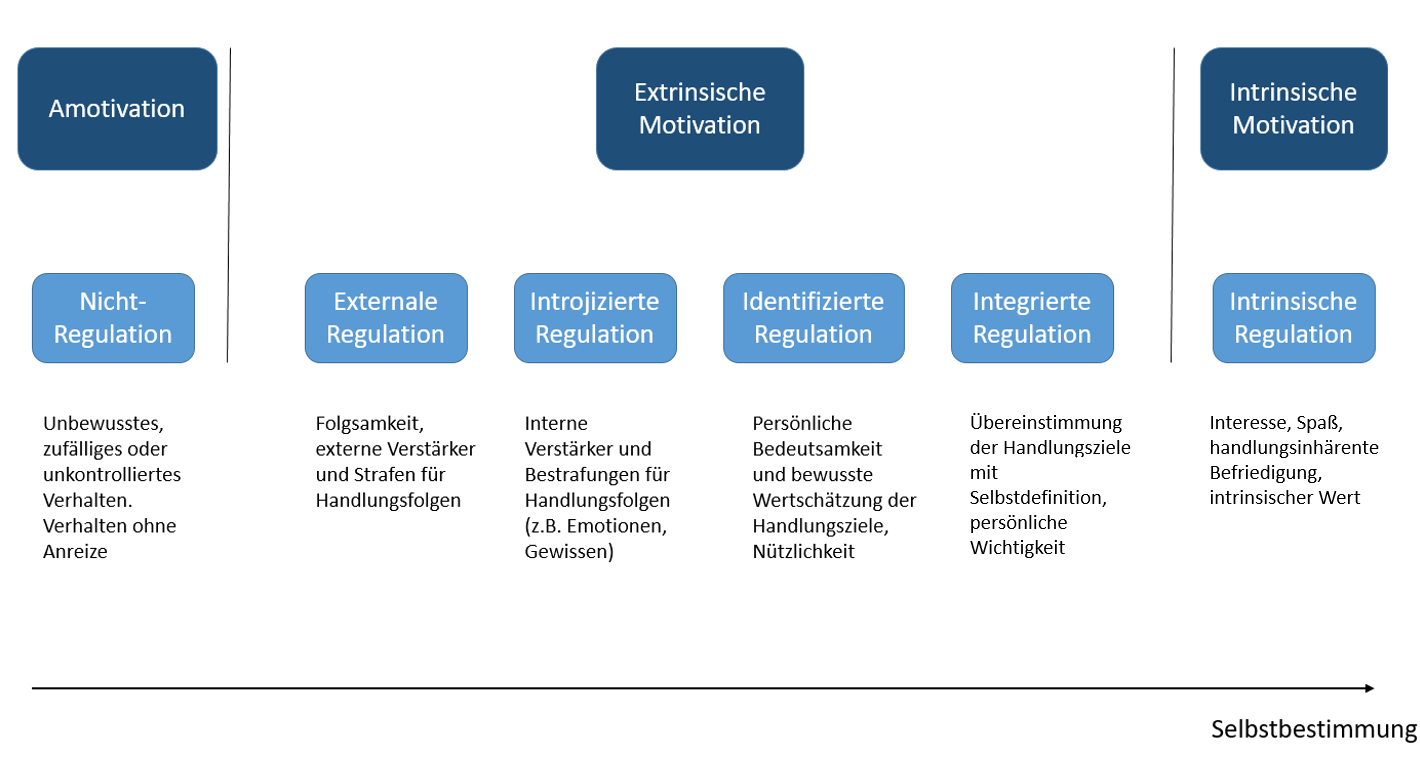 Amotivation
Extrinsische
Motivation
Intrinsische
Motivation
Nicht-
Regulation
Externale
Regulation
Introjizierte
Regulation
Identifizierte
Regulation
Integrierte
Regulation
Intrinsische
Regulation
Unbewusstes,
zufälliges oder
unkontrolliertes
Verhalten.
Verhalten ohne
Anreize
Folgsamkeit,
externe Verstärker
und Strafen für
Handlungsfolgen
Interne
Verstärker und
Bestrafungen für
Handlungsfolgen
(z.B. Emotionen,
Gewissen)
Persönliche
Bedeutsamkeit
und bewusste
Wertschätzung der
Handlungsziele,
Nützlichkeit
Übereinstimmung
der Handlungsziele
mit
Selbstdefinition,
persönliche
Wichtigkeit
Interesse, Spaß,
handlungsinhärente
Befriedigung,
intrinsischer Wert
Selbstbestimmung